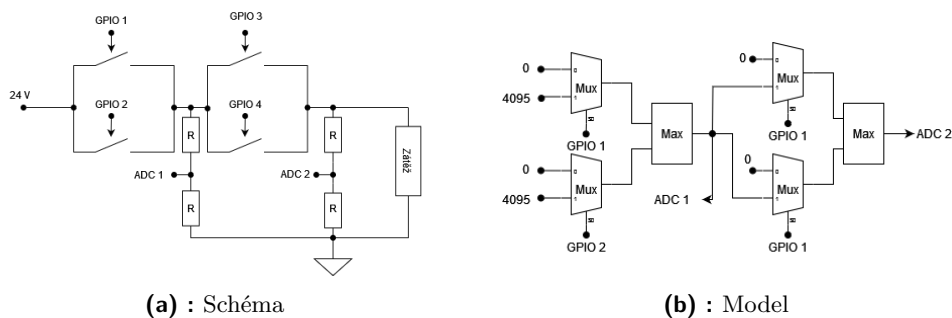 GPIO 1
GPIO 3
24 V
GPIO 2
GPIO 4
R
R
ADC 1
ADC 2
R
R
Zátěž
(a) : Schéma
0
0
Mux
4095
1
GPIO 1
0
0
Mux
4095
1
GPIO 2
Max
ADC 1
0
0
Mux
1
GPIO 1
0
0
Mux
1
GPIO 1
Max
ADC 2
(b) : Model